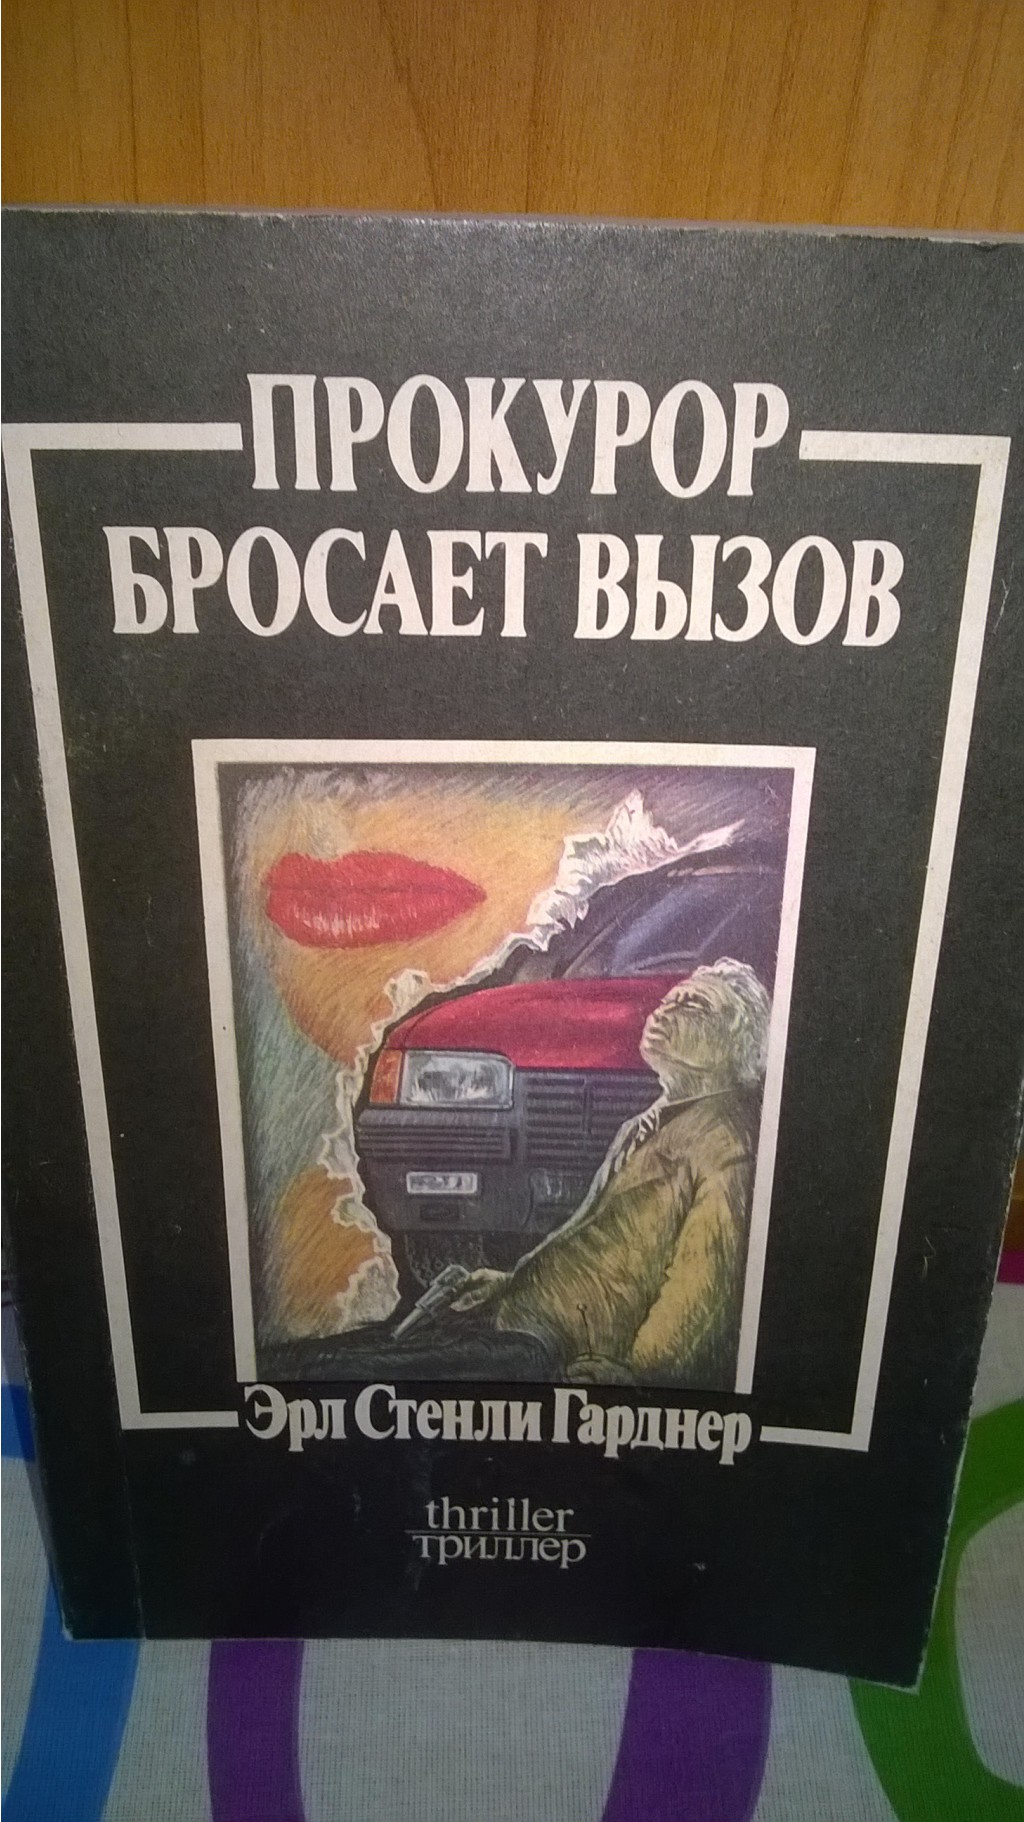 ПРОКУРОР
БРОСАЕТ ВЫЗОВ
Эрл Стенли Гарднер
thriller
триллер